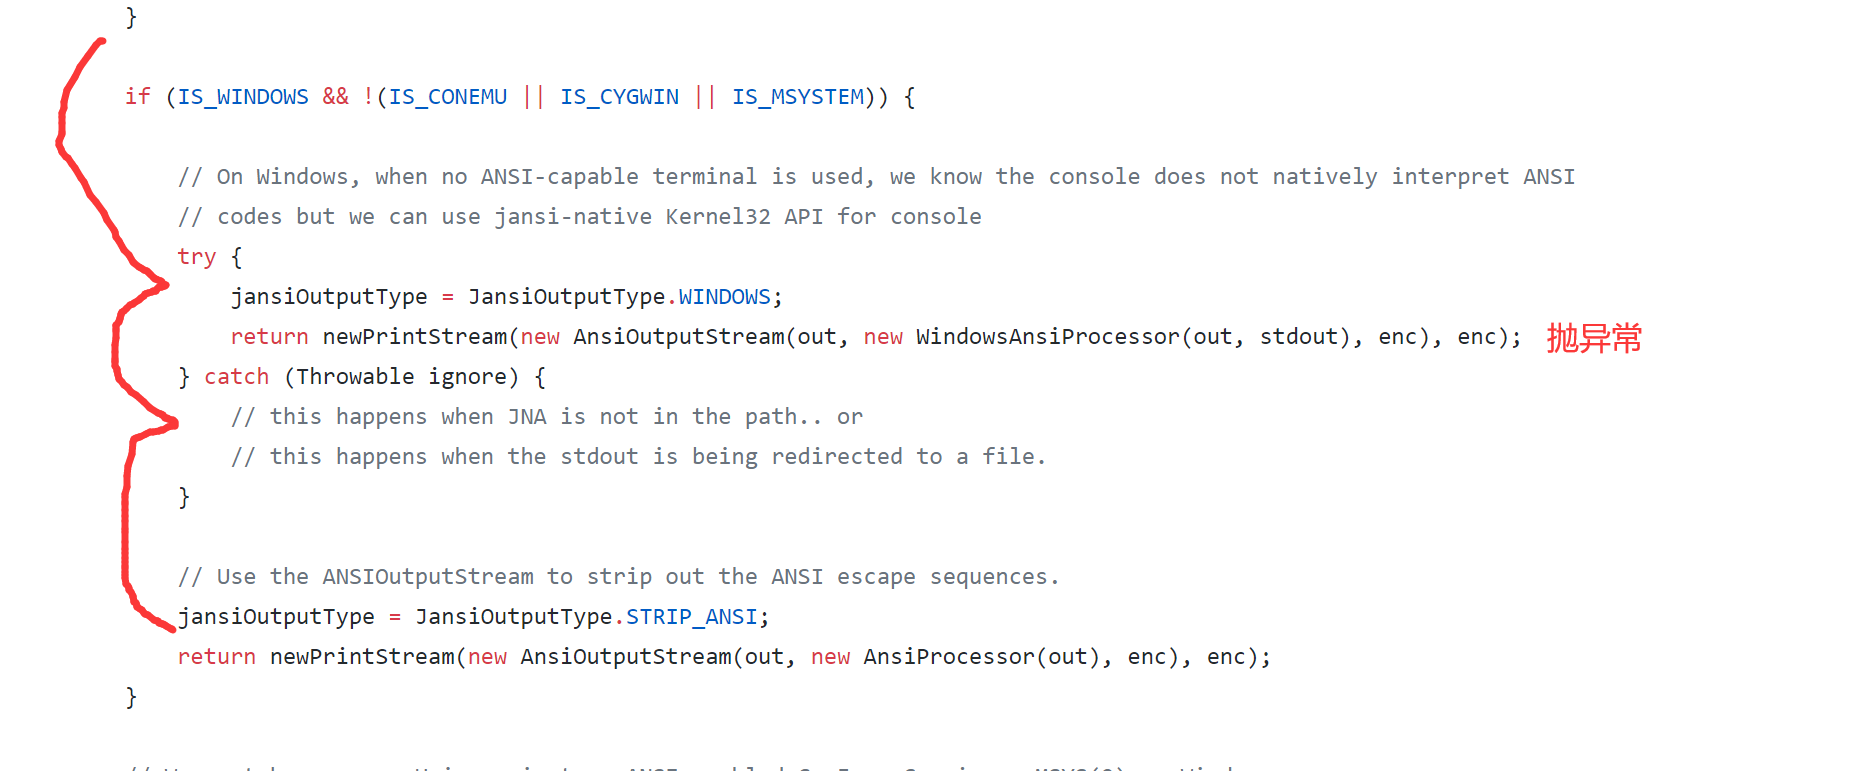 }
if (IS_WINDOWS && !(IS_CONEMU || IS_CYGWIN || IS_MSYSTEM)) {
// On Windows, when no ANSI-capable terminal is used, we know the console does not natively interpret ANSI
// codes but we can use jansi-native Kernel32 API for console
try {
jansiOutputType = JansiOutputType.WINDOWS;
return newPrintStream(new AnsiOutputStream(out, new WindowsAnsiProcessor(out, stdout), enc), enc); 抛异常
} catch (Throwable ignore) {
// this happens when JNA is not in the path.. or
// this happens when the stdout is being redirected to a file.
}
// Use the ANSIOutputStream to strip out the ANSI escape sequences.
jansiOutputType = JansiOutputType.STRIP_ANSI;
return newPrintStream(new AnsiOutputStream(out, new AnsiProcessor(out), enc), enc);
}